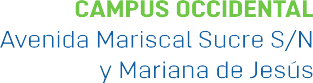 CAMPUS OCCIDENTAL
Avenida Mariscal Sucre S/N
y Mariana de Jesús